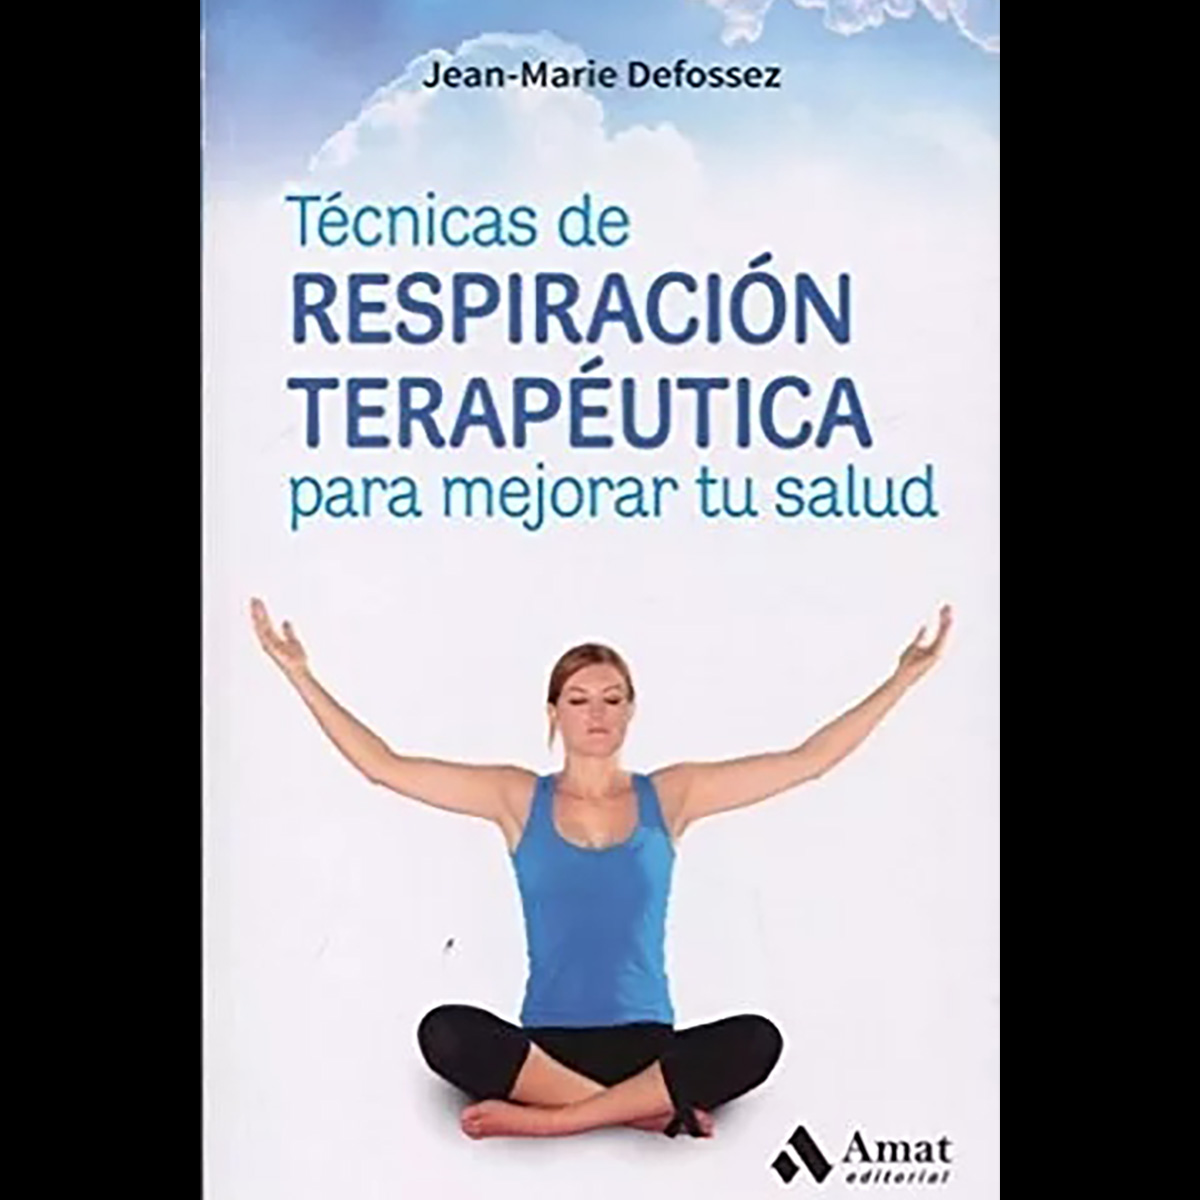 Jean-Marie Defossez
Técnicas de
RESPIRACIÓN
TERAPÉUTICA
para mejorar tu salud
Amat
editorial